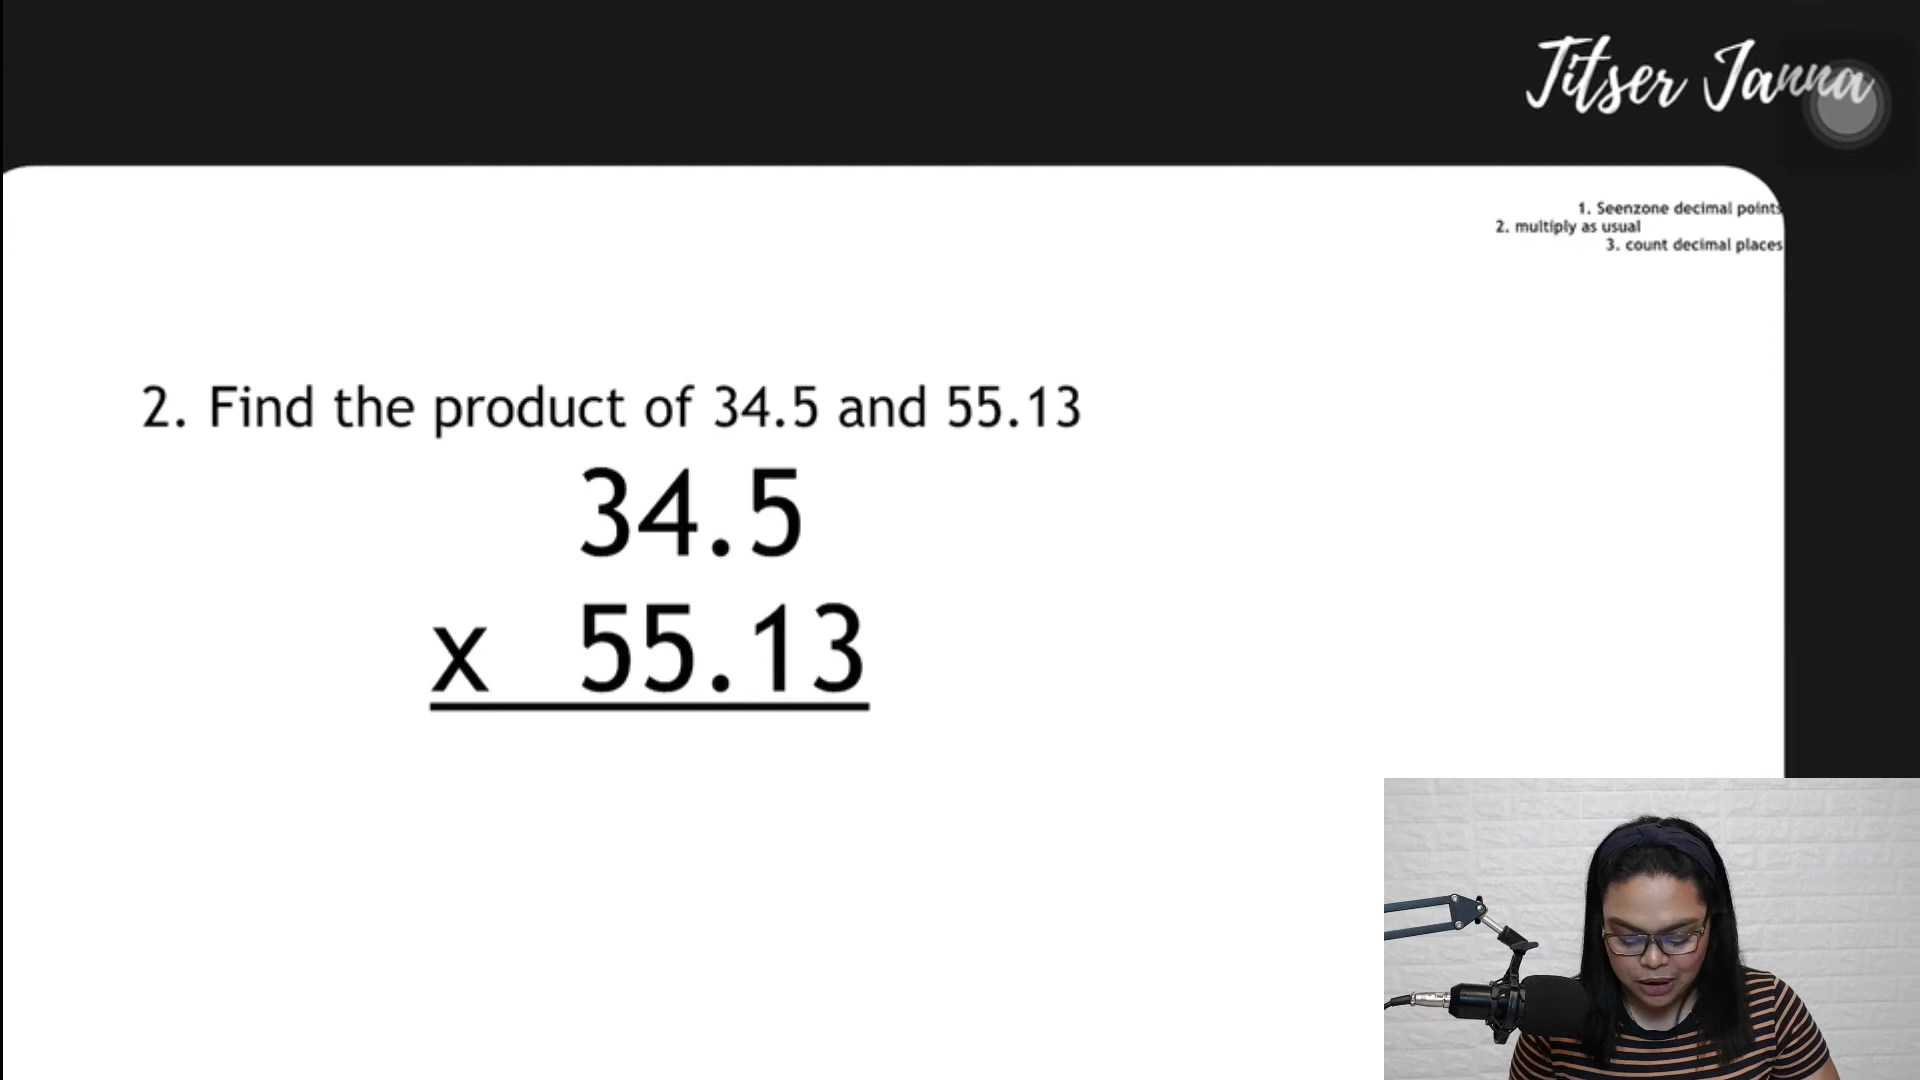 Titser Janna
1. Seenzone decimal points
2. multiply as usual
3. count decimal places
2. Find the product of 34.5 and 55.13
34.5
x 55.13